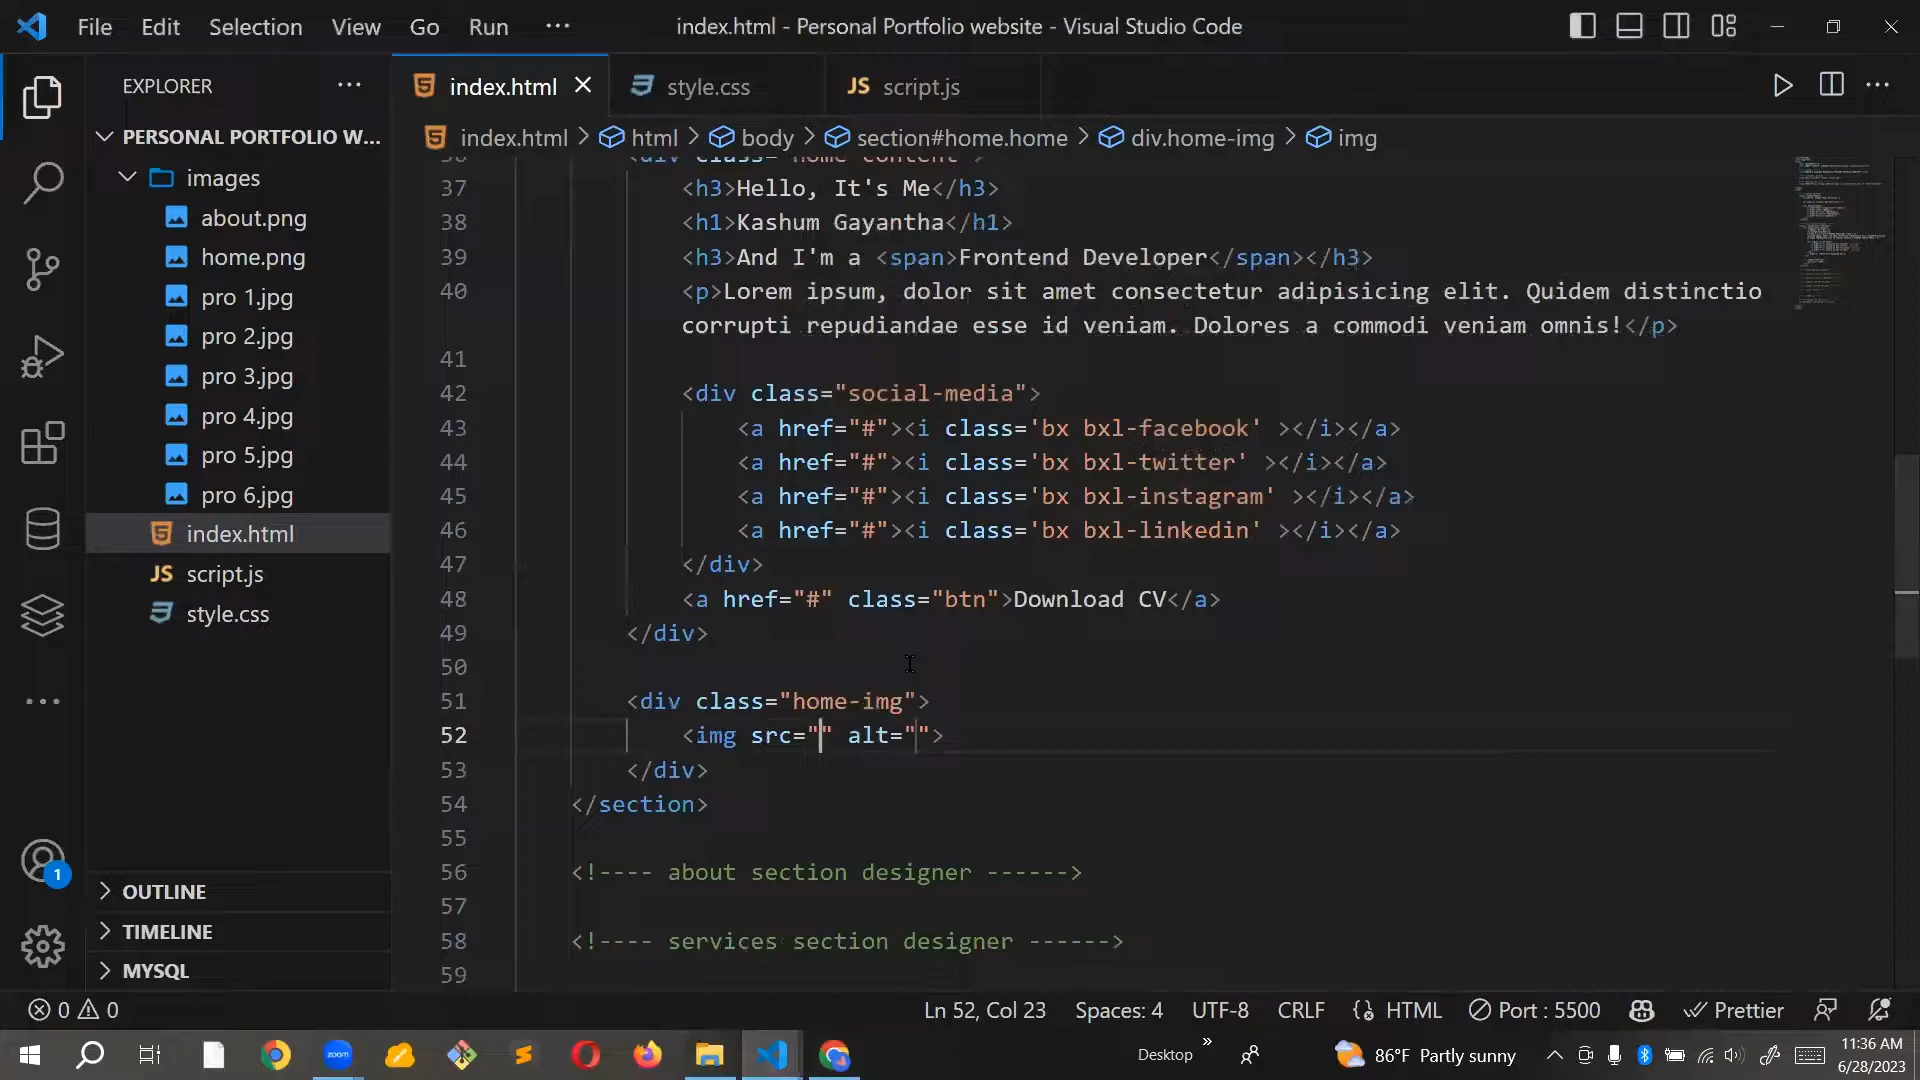 File Edit Selection View Go Run ··· index.html - Personal Portfolio website - Visual Studio Code
EXPLORER ···
index.html
style.css
JS script.js
PERSONAL PORTFOLIO W...
images
about.png
home.png
pro 1.jpg
pro 2.jpg
pro 3.jpg
pro 4.jpg
pro 5.jpg
pro 6.jpg
index.html
JS script.js
style.css
1
OUTLINE
TIMELINE
MYSQL
index.html > html > body > section#home.home > div.home-img > img
36 <div class="home-content">
37 <h3>Hello, It's Me</h3>
38 <h1>Kashum Gayantha</h1>
39 <h3>And I'm a <span>Frontend Developer</span></h3>
40 <p>Lorem ipsum, dolor sit amet consectetur adipisicing elit. Quidem distinctio
corrupti repudiandae esse id veniam. Dolores a commodi veniam omnis!</p>
41
42 <div class="social-media">
43 <a href="#"><i class='bx bxl-facebook' ></i></a>
44 <a href="#"><i class='bx bxl-twitter' ></i></a>
45 <a href="#"><i class='bx bxl-instagram' ></i></a>
46 <a href="#"><i class='bx bxl-linkedin' ></i></a>
47 </div>
48 <a href="#" class="btn">Download CV</a>
49 </div>
50
51 <div class="home-img">
52 <img src="" alt="">
53 </div>
54 </section>
55
56 <!---- about section designer ------>
57
58 <!---- services section designer ------>
59
0 0 Ln 52, Col 23 Spaces: 4 UTF-8 CRLF HTML Port : 5500 Prettier
zoom Desktop 86°F Partly sunny 11:36 AM
6/28/2023